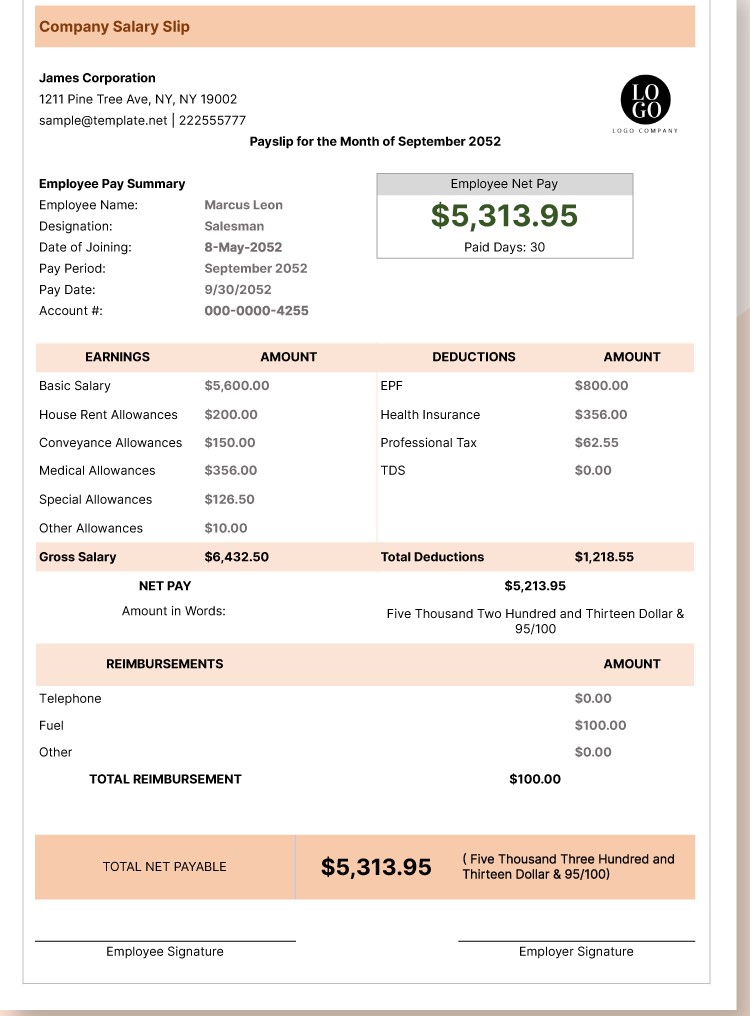 Company Salary Slip
James Corporation
1211 Pine Tree Ave, NY, NY 19002
sample@template.net | 222555777
LO
GO
LOGO COMPANY
Payslip for the Month of September 2052
Employee Pay Summary
Employee Name: Marcus Leon
Designation: Salesman
Date of Joining: 8-May-2052
Pay Period: September 2052
Pay Date: 9/30/2052
Account #: 000-0000-4255
Employee Net Pay
$5,313.95
Paid Days: 30
EARNINGS AMOUNT DEDUCTIONS AMOUNT
Basic Salary $5,600.00 EPF $800.00
House Rent Allowances $200.00 Health Insurance $356.00
Conveyance Allowances $150.00 Professional Tax $62.55
Medical Allowances $356.00 TDS $0.00
Special Allowances $126.50
Other Allowances $10.00
Gross Salary $6,432.50 Total Deductions $1,218.55
NET PAY $5,213.95
Amount in Words: Five Thousand Two Hundred and Thirteen Dollar &
95/100
REIMBURSEMENTS AMOUNT
Telephone $0.00
Fuel $100.00
Other $0.00
TOTAL REIMBURSEMENT $100.00
TOTAL NET PAYABLE $5,313.95 ( Five Thousand Three Hundred and
Thirteen Dollar & 95/100)
Employee Signature Employer Signature